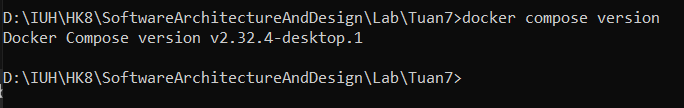 D:\IUH\HK8\SoftwareArchitectureAndDesign\Lab\Tuan7>docker compose version
Docker Compose version v2.32.4-desktop.1
D:\IUH\HK8\SoftwareArchitectureAndDesign\Lab\Tuan7>